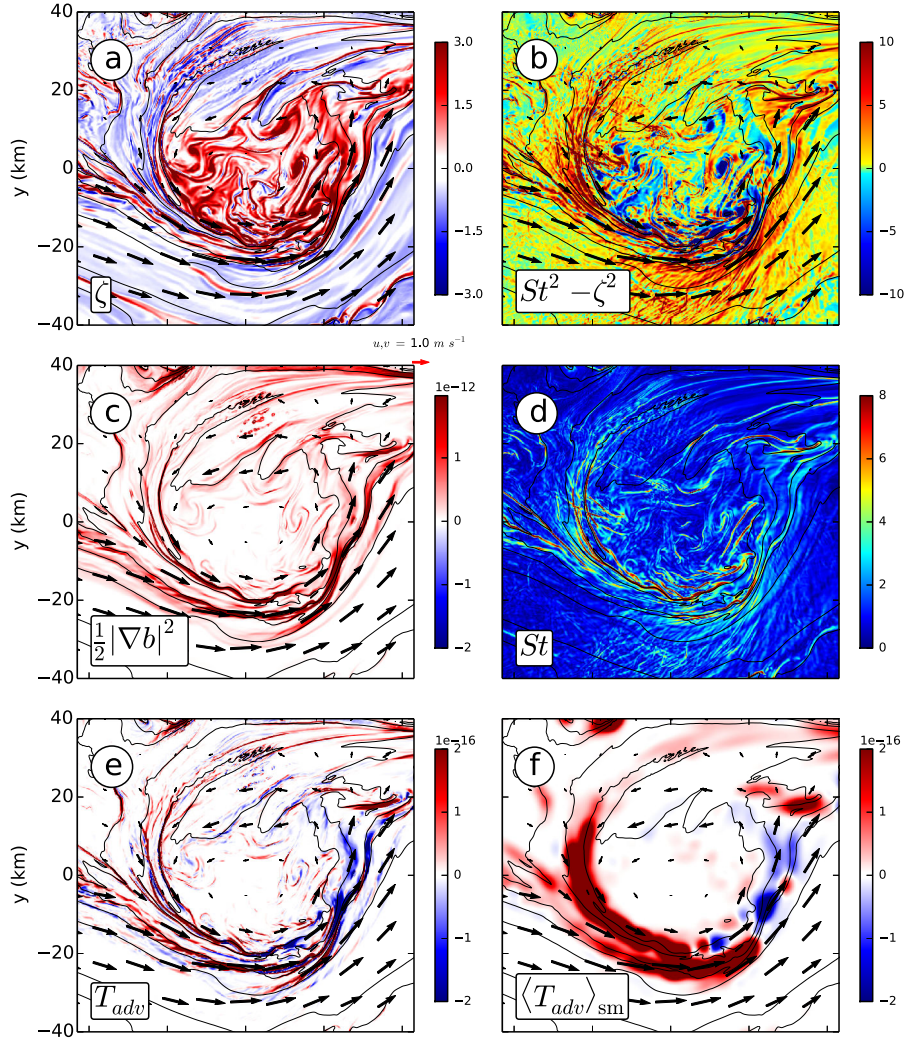 a
b
40
20
0
−20
−40
y (km)
ζ
3.0
1.5
0.0
−1.5
−3.0
St² − ζ²
10
5
0
−5
−10
u,v = 1.0 m s⁻¹
c
d
40
20
0
−20
−40
y (km)
½|∇b|²
1e−12
2
1
0
−1
−2
St
8
6
4
2
0
e
f
40
20
0
−20
−40
y (km)
T_adv
1e−16
2
1
0
−1
−2
⟨T_adv⟩_sm
1e−16
2
1
0
−1
−2